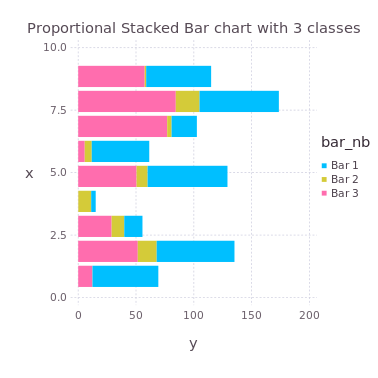 Proportional Stacked Bar chart with 3 classes
10.0
7.5
5.0
2.5
0.0
x
0 50 100 150 200
y
bar_nb
Bar 1
Bar 2
Bar 3